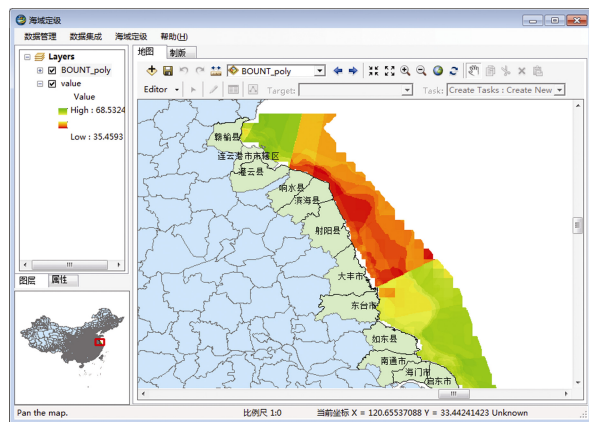 海域定级
数据管理 数据集成 海域定级 帮助(H)
Layers
BOUNT_poly
value
Value
High : 68.5324
Low : 35.4593
图层 属性
地图 制版
BOUNT_poly
Editor Target: Task: Create Tasks : Create New
赣榆县
连云港市市辖区
灌云县
响水县
滨海县
射阳县
大丰市
东台市
如东县
南通市
海门市
启东市
Pan the map. 比例尺 1:0 当前坐标 X = 120.65537088 Y = 33.44241423 Unknown